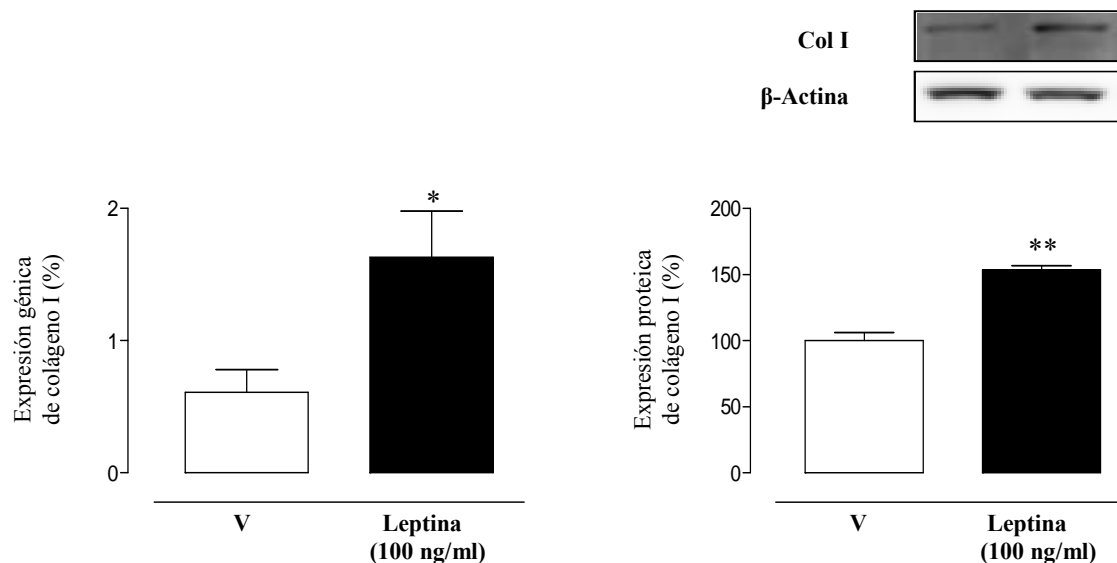 Col I
β-Actina
Expresión génica
de colágeno I (%)
2
1
0
*
V
Leptina
(100 ng/ml)
Expresión proteica
de colágeno I (%)
200
150
100
50
0
**
V
Leptina
(100 ng/ml)